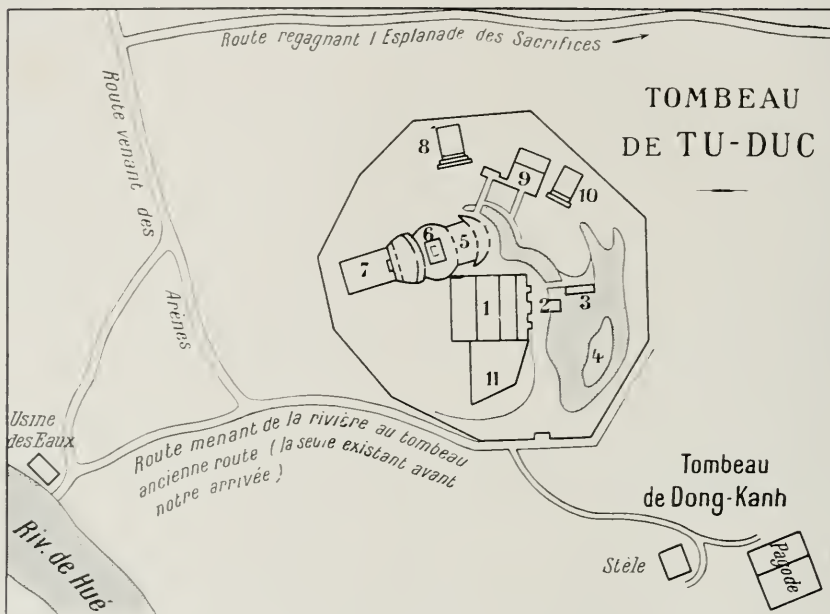 Route regagnant l Esplanade des Sacrifices
TOMBEAU
DE TU-DUC
Route venant des
Arènes
8
9
10
6
5
7
1
2
3
4
11
Usine
des Eaux
Route menant de la rivière au tombeau
ancienne route (la seule existant avant
notre arrivée)
Riv. de Hué
Tombeau
de Dong-Kanh
Stèle
Pagode